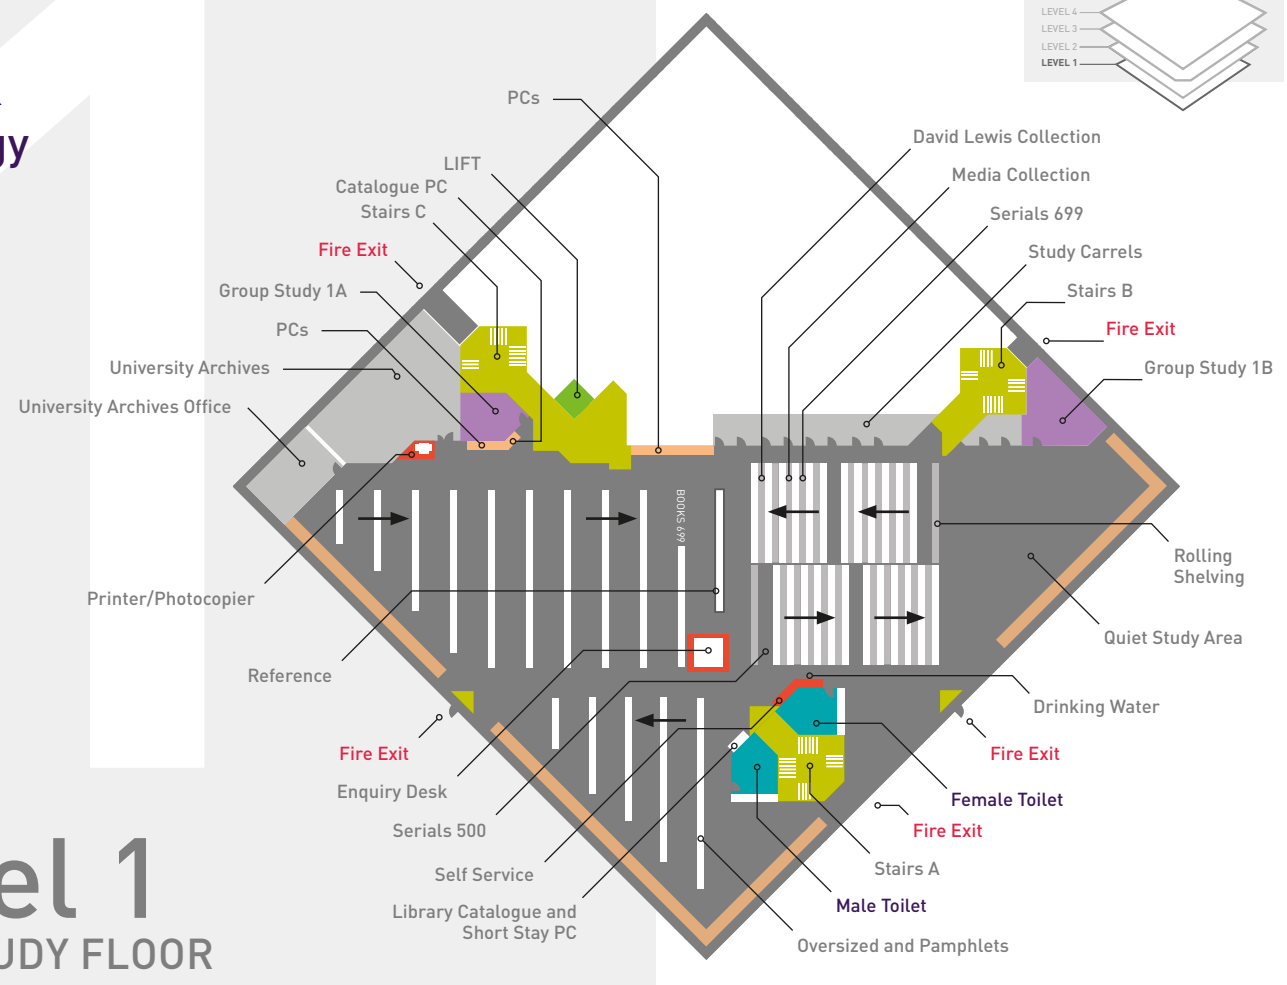 LEVEL 4
LEVEL 3
LEVEL 2
LEVEL 1
gy
PCs
David Lewis Collection
LIFT
Media Collection
Catalogue PC
Stairs C
Serials 699
Fire Exit
Study Carrels
Group Study 1A
Stairs B
PCs
Fire Exit
University Archives
Group Study 1B
University Archives Office
BOOKS 699
Rolling
Shelving
Printer/Photocopier
Quiet Study Area
Reference
Drinking Water
Fire Exit
Fire Exit
Enquiry Desk
Female Toilet
Serials 500
Fire Exit
Self Service
Stairs A
Library Catalogue and
Short Stay PC
Male Toilet
Oversized and Pamphlets
1
el 1
UDY FLOOR